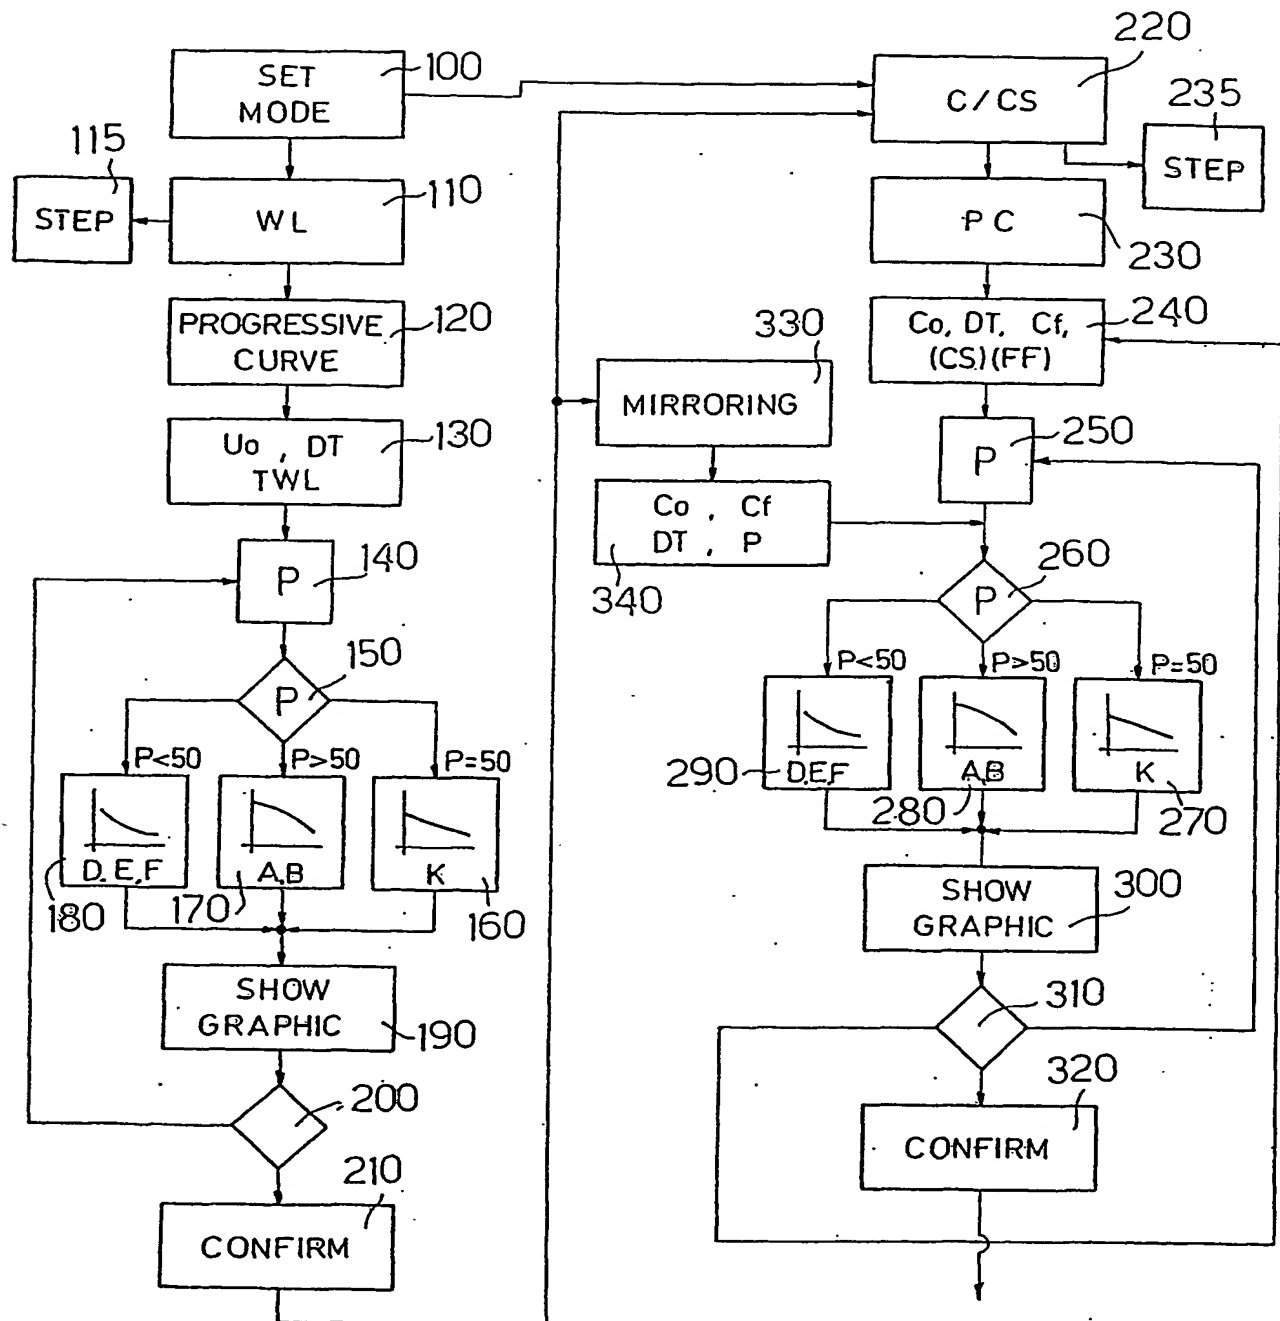 100
SET
MODE
115
STEP
110
WL
PROGRESSIVE
CURVE
120
Uo , DT
TWL
130
P
140
P
150
P<50
P>50
P=50
D.E,F
180
A,B
170
K
160
SHOW
GRAPHIC
190
200
210
CONFIRM
220
C/CS
235
STEP
PC
230
Co, DT, Cf,
(CS)(FF)
240
330
MIRRORING
Co , Cf
DT , P
340
P
250
P
260
P<50
P>50
P=50
D.E,F
290
A,B
280
K
270
SHOW
GRAPHIC
300
310
320
CONFIRM